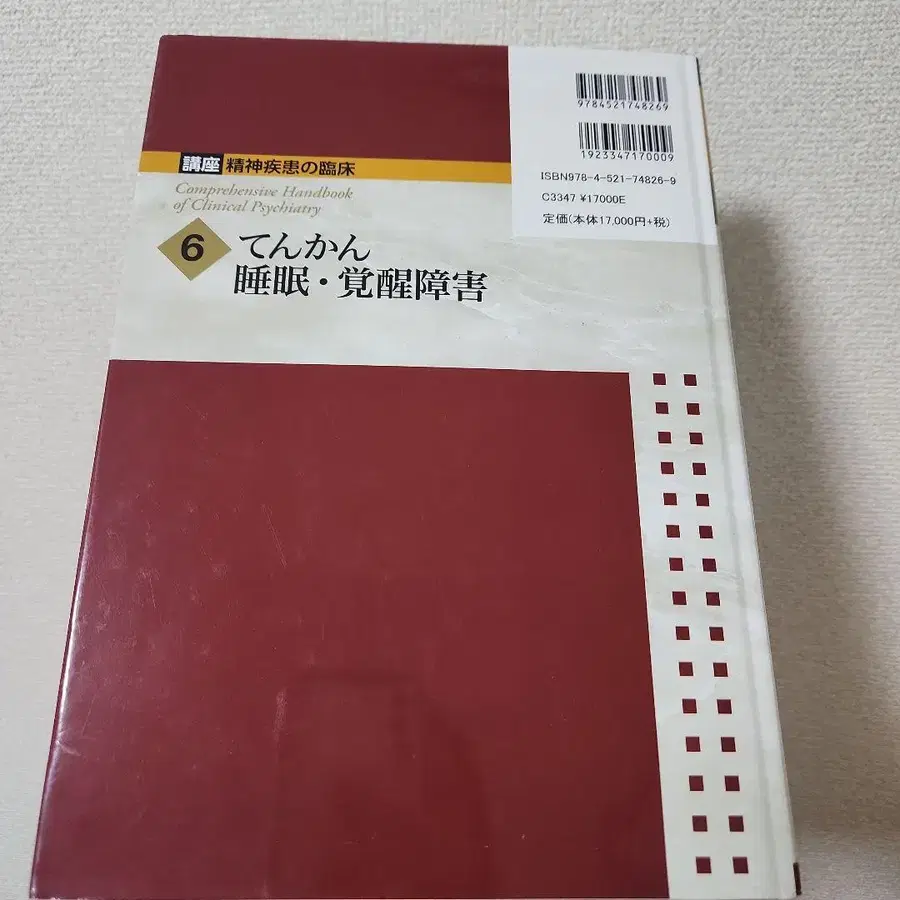 9784521748269
1923347170009
ISBN978-4-521-74826-9
C3347 ¥17000E
定価(本体17,000円+税)
講座 精神疾患の臨床
Comprehensive Handbook
of Clinical Psychiatry
6 てんかん
睡眠・覚醒障害